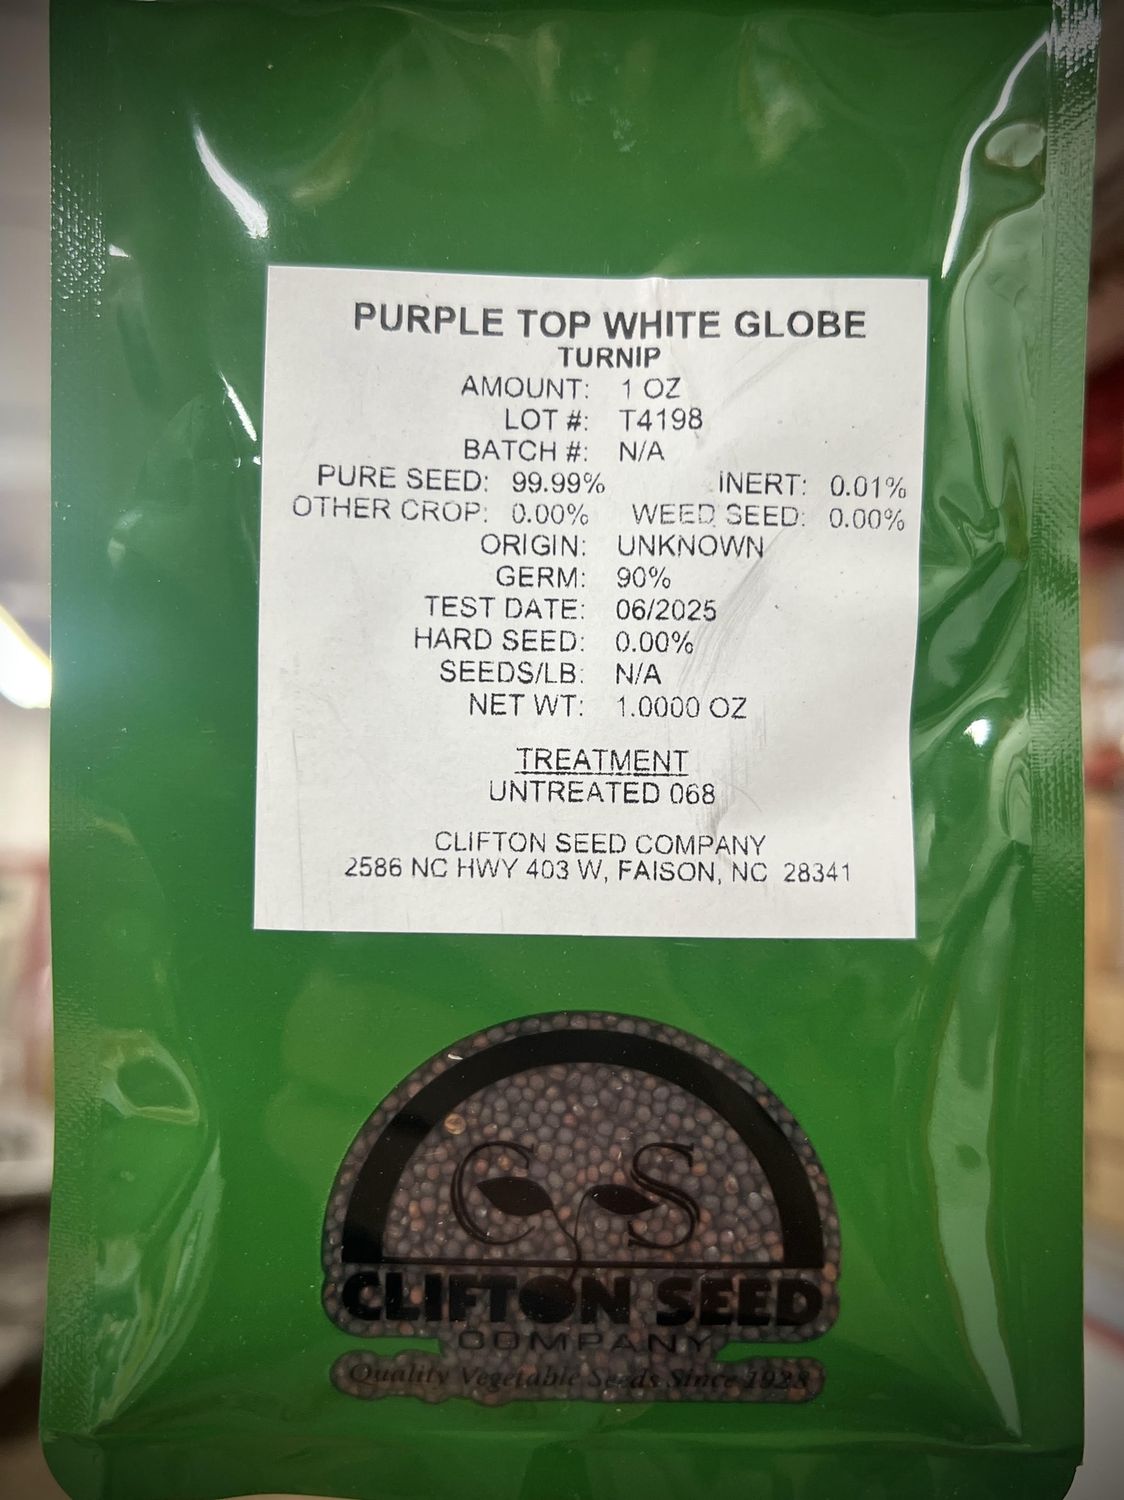 PURPLE TOP WHITE GLOBE
TURNIP
AMOUNT: 1 OZ
LOT #: T4198
BATCH #: N/A
PURE SEED: 99.99% INERT: 0.01%
OTHER CROP: 0.00% WEED SEED: 0.00%
ORIGIN: UNKNOWN
GERM: 90%
TEST DATE: 06/2025
HARD SEED: 0.00%
SEEDS/LB: N/A
NET WT: 1.0000 OZ
TREATMENT
UNTREATED 068
CLIFTON SEED COMPANY
2586 NC HWY 403 W, FAISON, NC 28341
CS
CLIFTON SEED
COMPANY
Quality Vegetable Seeds Since 1928